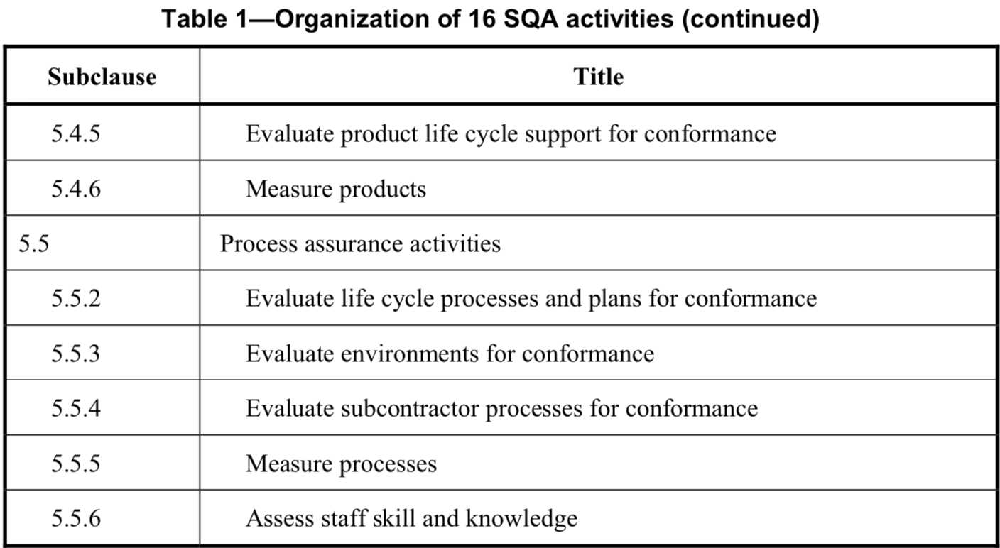 Table 1—Organization of 16 SQA activities (continued)
Subclause Title
5.4.5 Evaluate product life cycle support for conformance
5.4.6 Measure products
5.5 Process assurance activities
5.5.2 Evaluate life cycle processes and plans for conformance
5.5.3 Evaluate environments for conformance
5.5.4 Evaluate subcontractor processes for conformance
5.5.5 Measure processes
5.5.6 Assess staff skill and knowledge